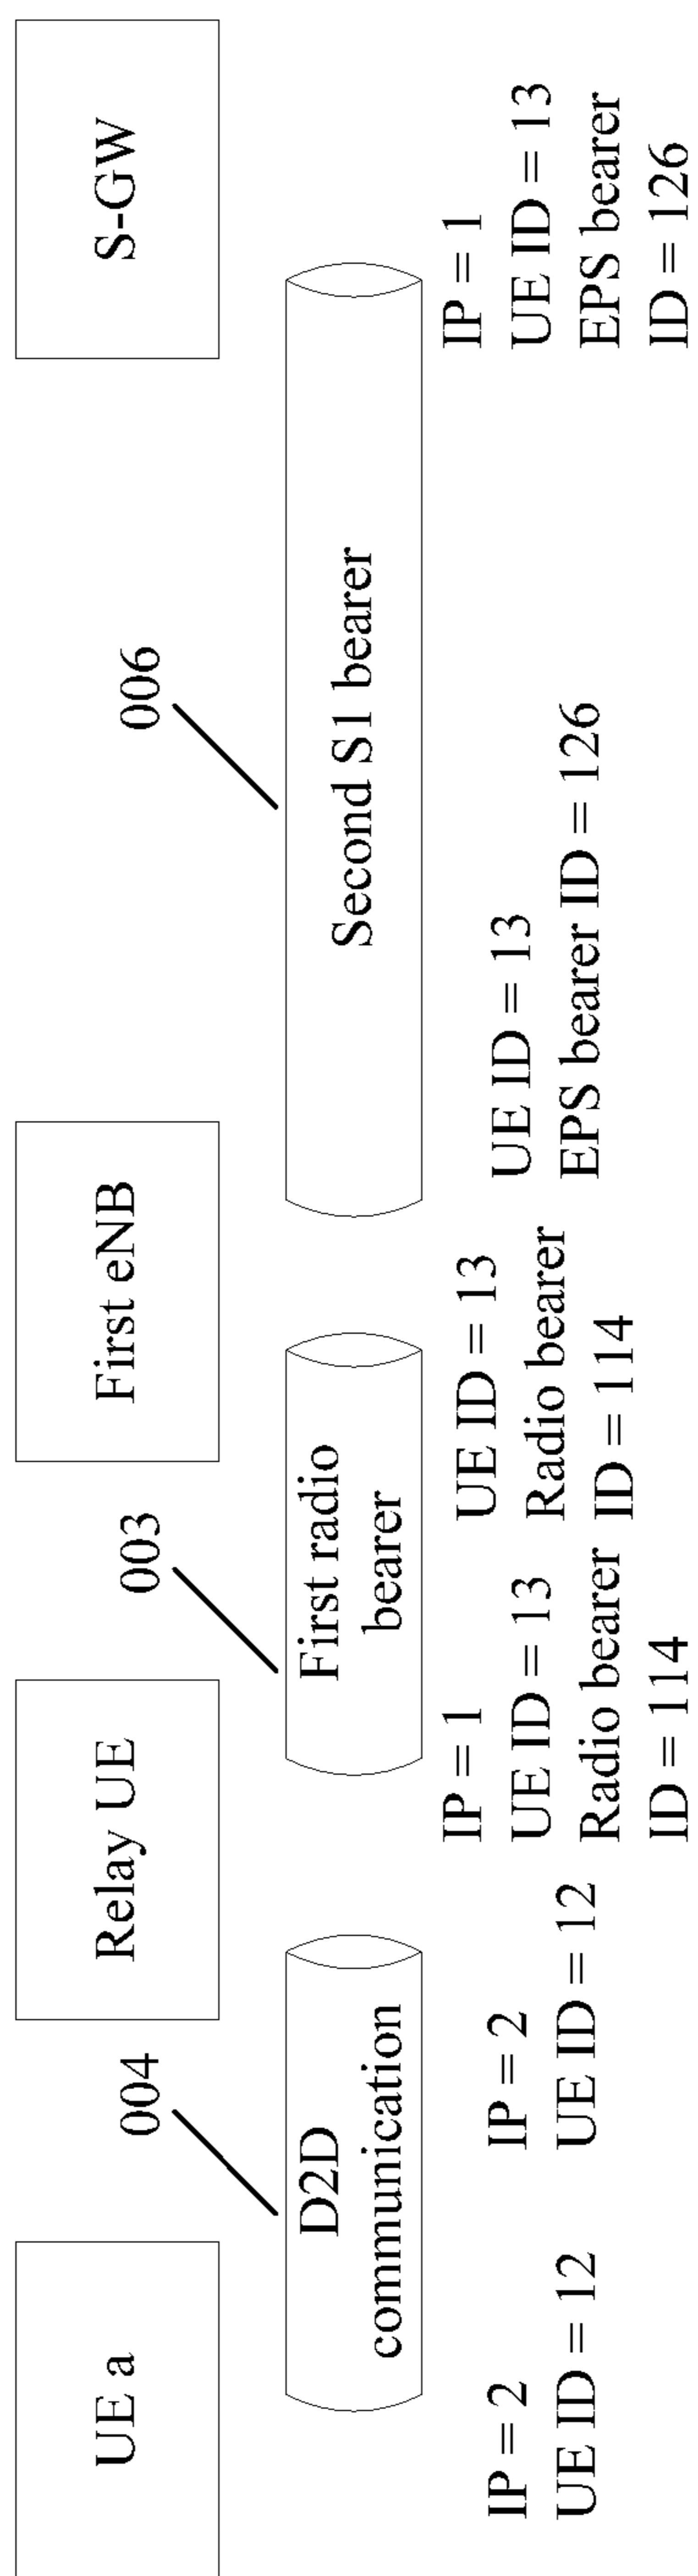 UE a
Relay UE
First eNB
S-GW
004
003
006
D2D
communication
First radio
bearer
Second S1 bearer
IP = 2
UE ID = 12
IP = 2
UE ID = 12
IP = 1
UE ID = 13
Radio bearer
ID = 114
UE ID = 13
Radio bearer
ID = 114
UE ID = 13
EPS bearer ID = 126
IP = 1
UE ID = 13
EPS bearer
ID = 126